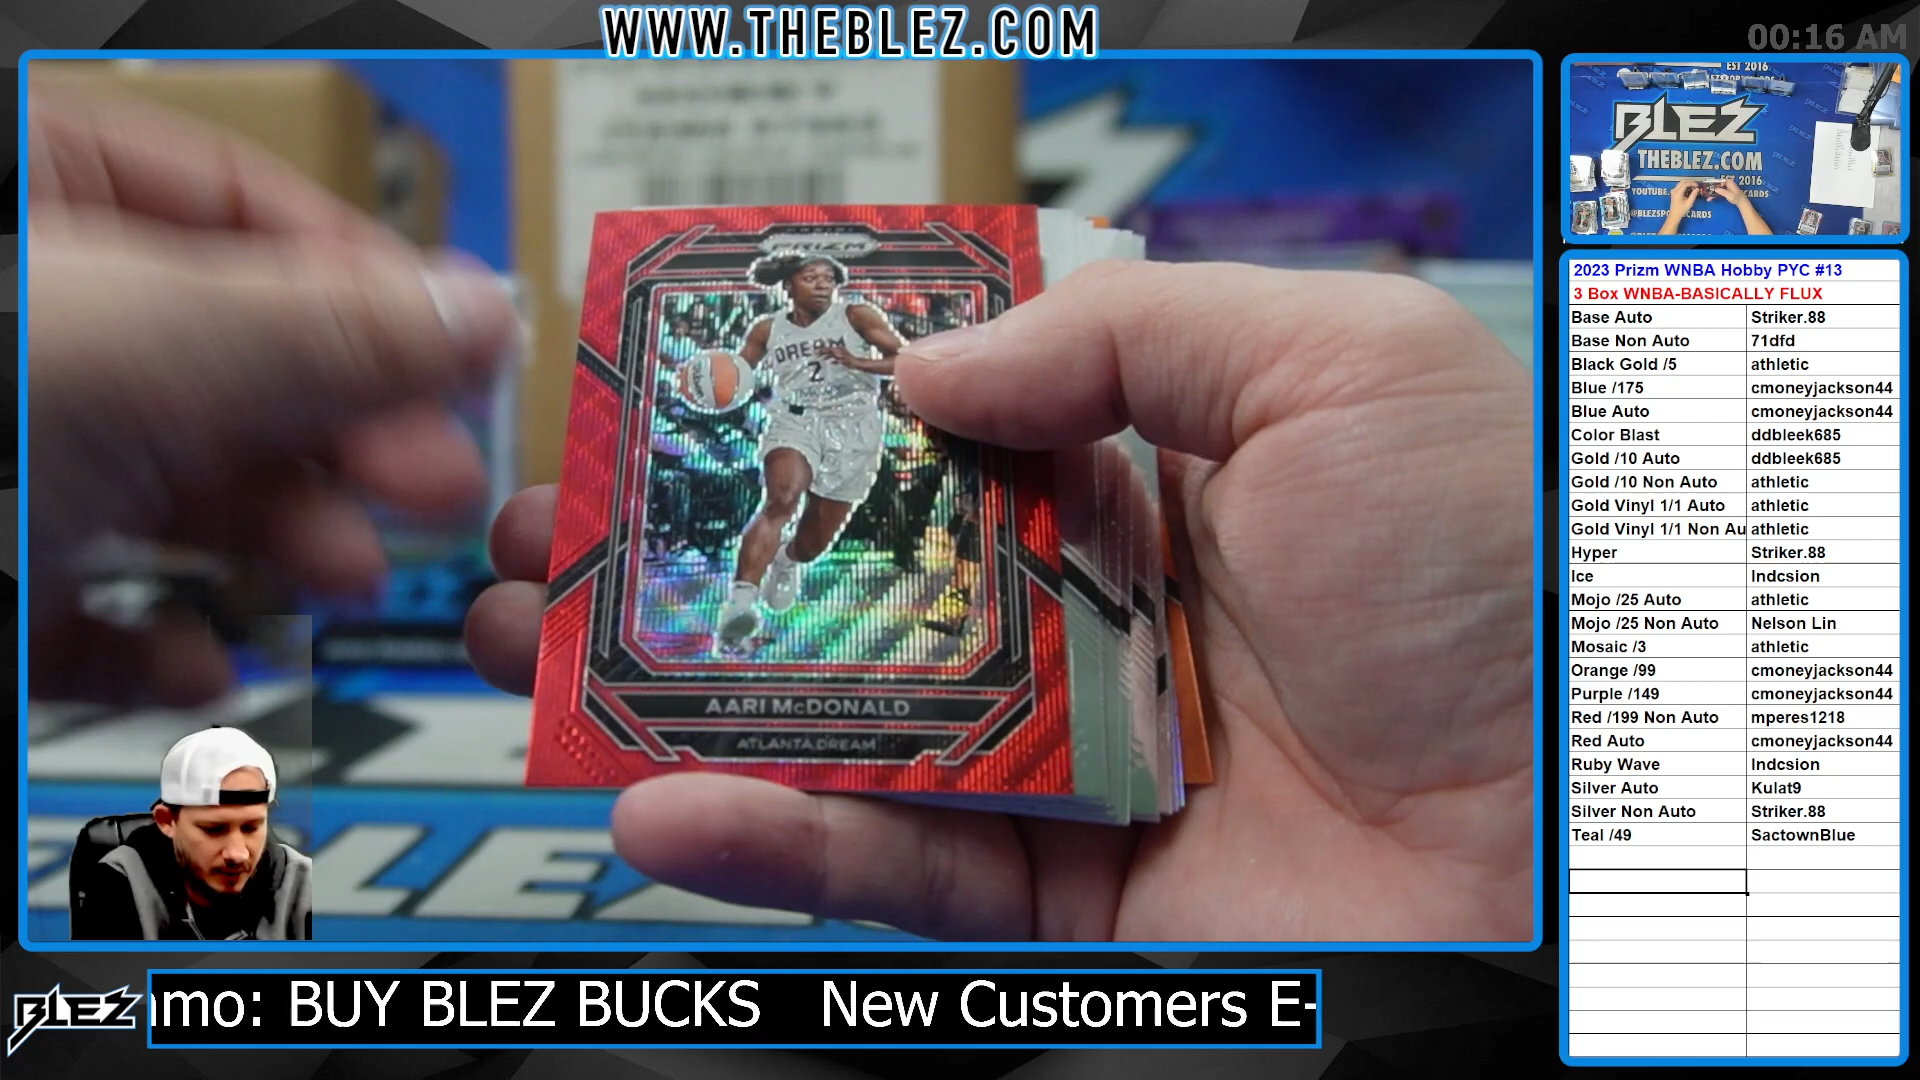 WWW.THEBLEZ.COM
00:16 AM
EST 2016
BLEZ
THEBLEZ.COM
EST 2016
2023 Prizm WNBA Hobby PYC #13
3 Box WNBA-BASICALLY FLUX
Base Auto Striker.88
Base Non Auto 71dfd
Black Gold /5 athletic
Blue /175 cmoneyjackson44
Blue Auto cmoneyjackson44
Color Blast ddbleek685
Gold /10 Auto ddbleek685
Gold /10 Non Auto athletic
Gold Vinyl 1/1 Auto athletic
Gold Vinyl 1/1 Non Au athletic
Hyper Striker.88
Ice Indcsion
Mojo /25 Auto athletic
Mojo /25 Non Auto Nelson Lin
Mosaic /3 athletic
Orange /99 cmoneyjackson44
Purple /149 cmoneyjackson44
Red /199 Non Auto mperes1218
Red Auto cmoneyjackson44
Ruby Wave Indcsion
Silver Auto Kulat9
Silver Non Auto Striker.88
Teal /49 SactownBlue
PANINI
PRIZM
DREAM
2
AARI McDONALD
ATLANTA DREAM
BLEZ
mo: BUY BLEZ BUCKS New Customers E-